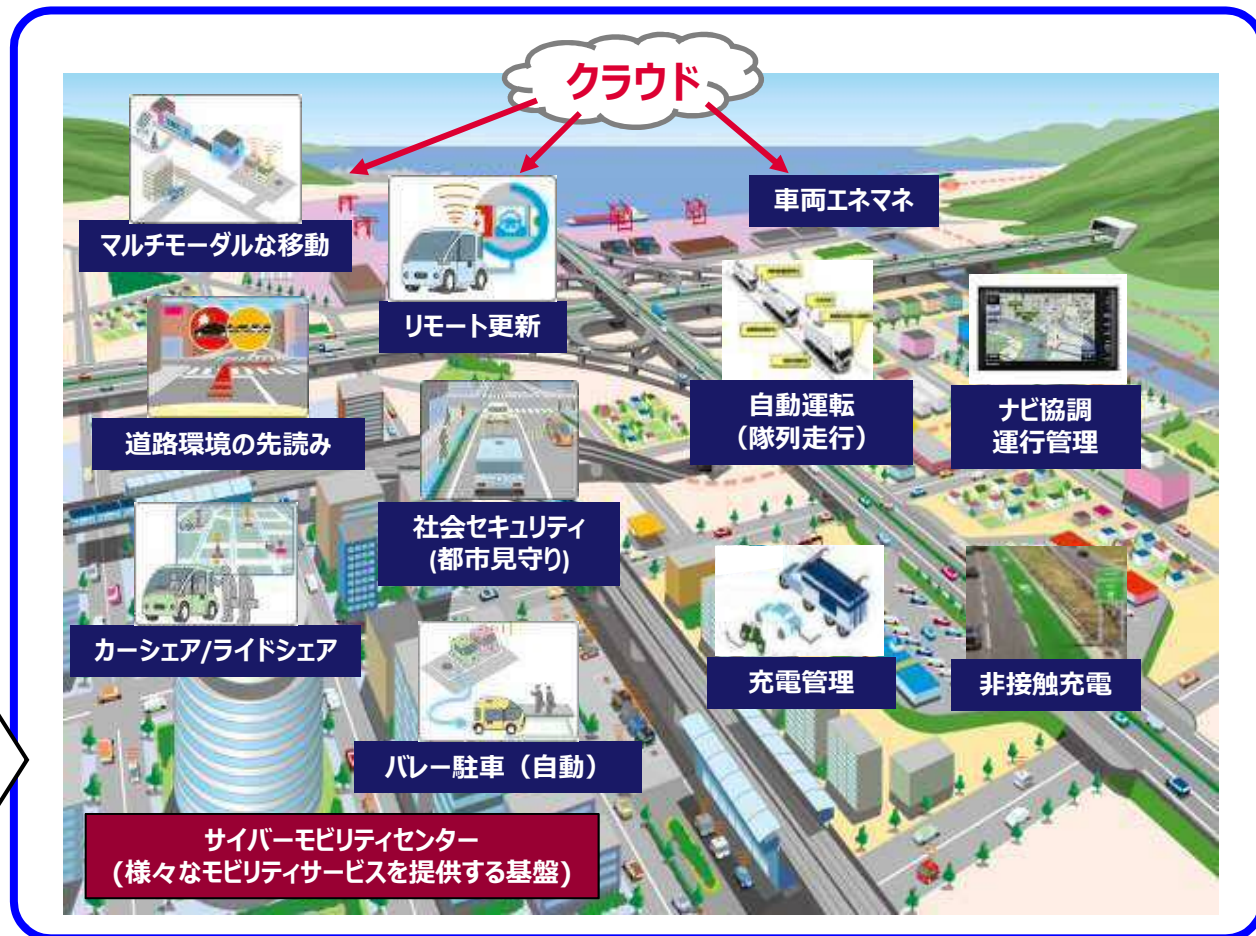 クラウド
マルチモーダルな移動
リモート更新
車両エネマネ
道路環境の先読み
社会セキュリティ
(都市見守り)
自動運転
（隊列走行）
ナビ協調
運行管理
カーシェア/ライドシェア
バレー駐車（自動）
充電管理
非接触充電
サイバーモビリティセンター
(様々なモビリティサービスを提供する基盤)